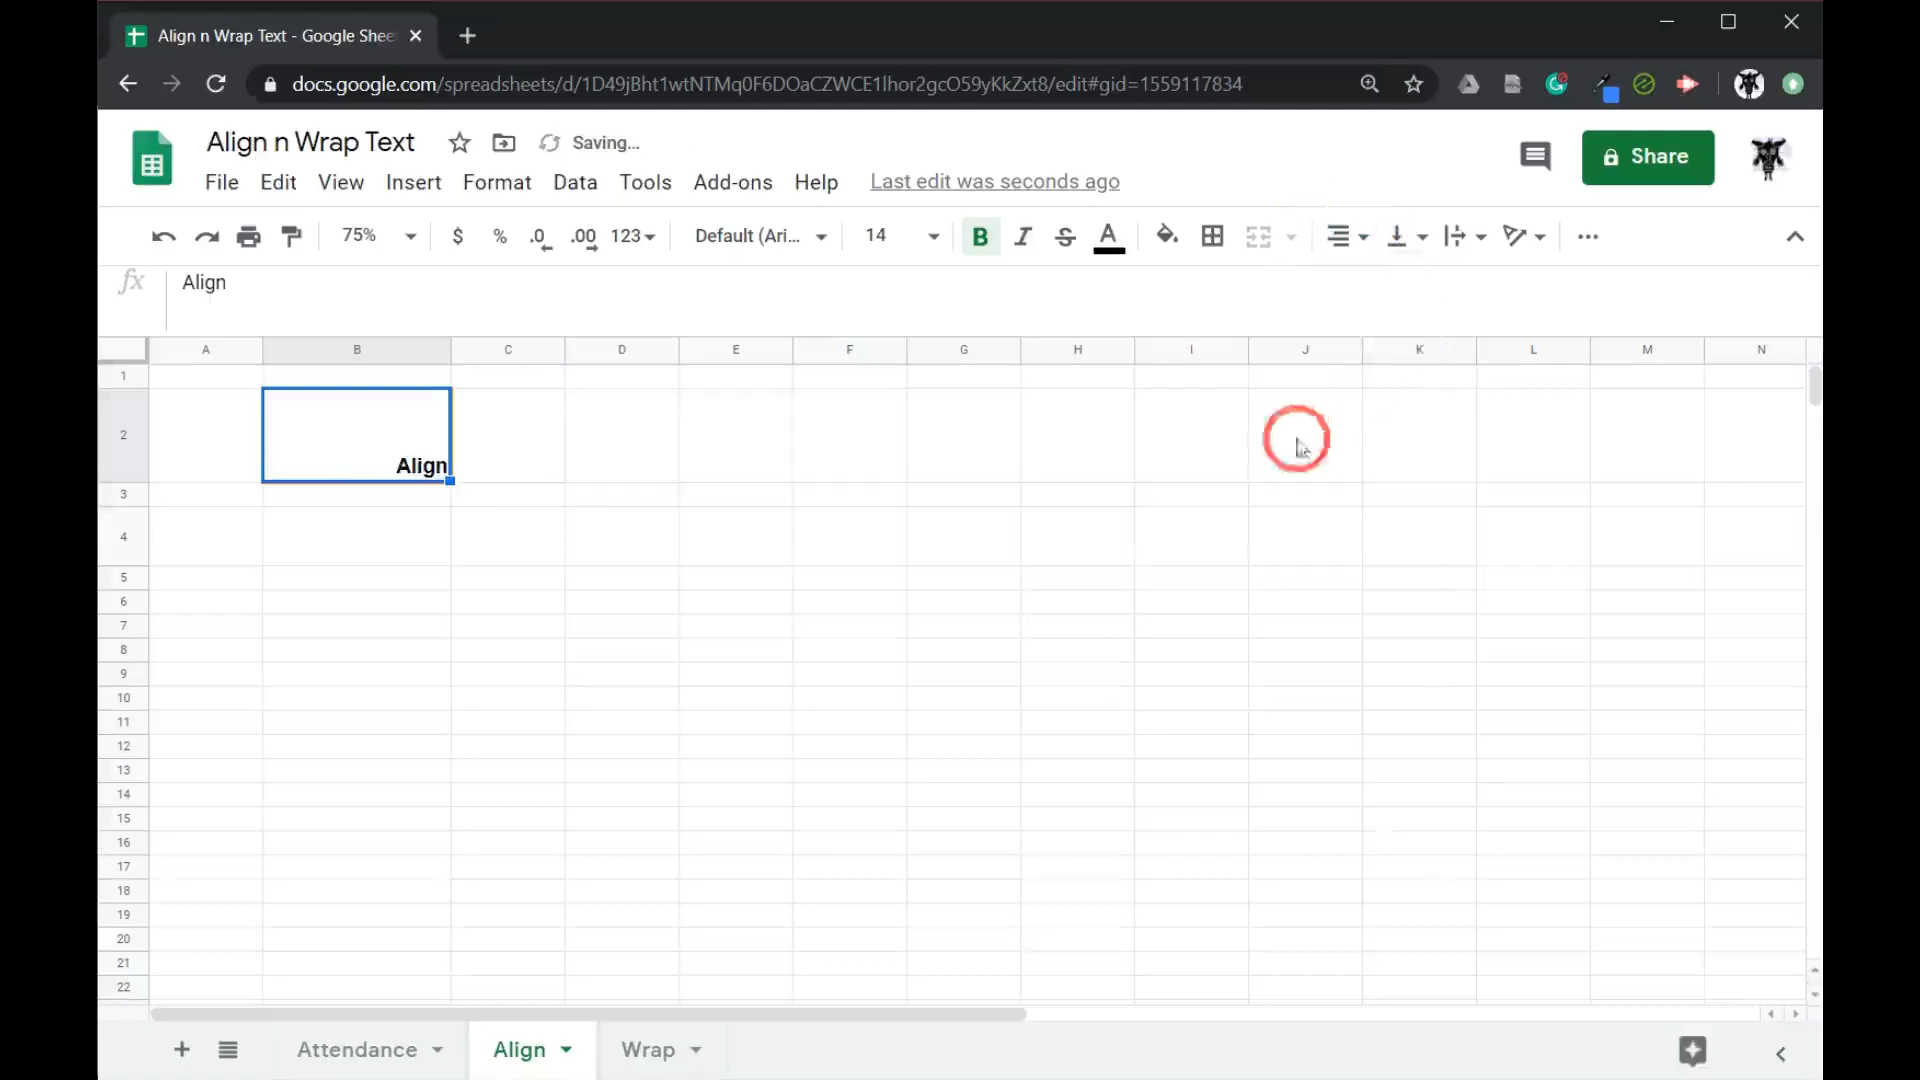 Align n Wrap Text - Google Shee
docs.google.com/spreadsheets/d/1D49jBht1wtNTMq0F6DOaCZWCE1lhor2gcO59yKkZxt8/edit#gid=1559117834
Align n Wrap Text Saving...
File Edit View Insert Format Data Tools Add-ons Help Last edit was seconds ago
Share
75% $ % .0 .00 123 Default (Ari... 14 B I S A
fx Align
A B C D E F G H I J K L M N
1
2 Align
3
4
5
6
7
8
9
10
11
12
13
14
15
16
17
18
19
20
21
22
Attendance Align Wrap